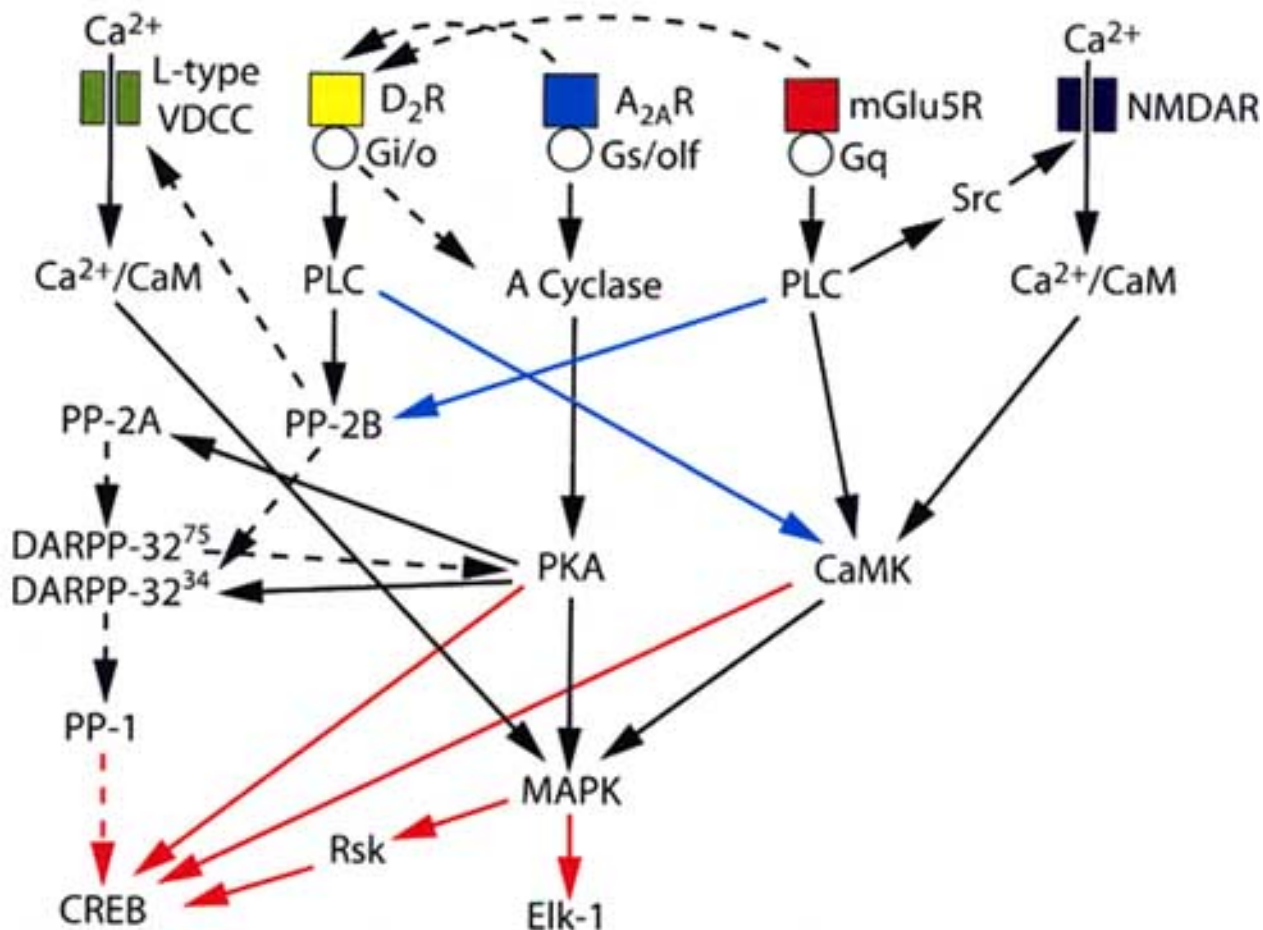 Ca²⁺
Ca²⁺
L-type
VDCC
D₂R
A₂ₐR
mGlu5R
NMDAR
Gi/o
Gs/olf
Gq
Src
Ca²⁺/CaM
PLC
A Cyclase
PLC
Ca²⁺/CaM
PP-2A
PP-2B
DARPP-32⁷⁵
PKA
CaMK
DARPP-32³⁴
PP-1
MAPK
Rsk
CREB
Elk-1